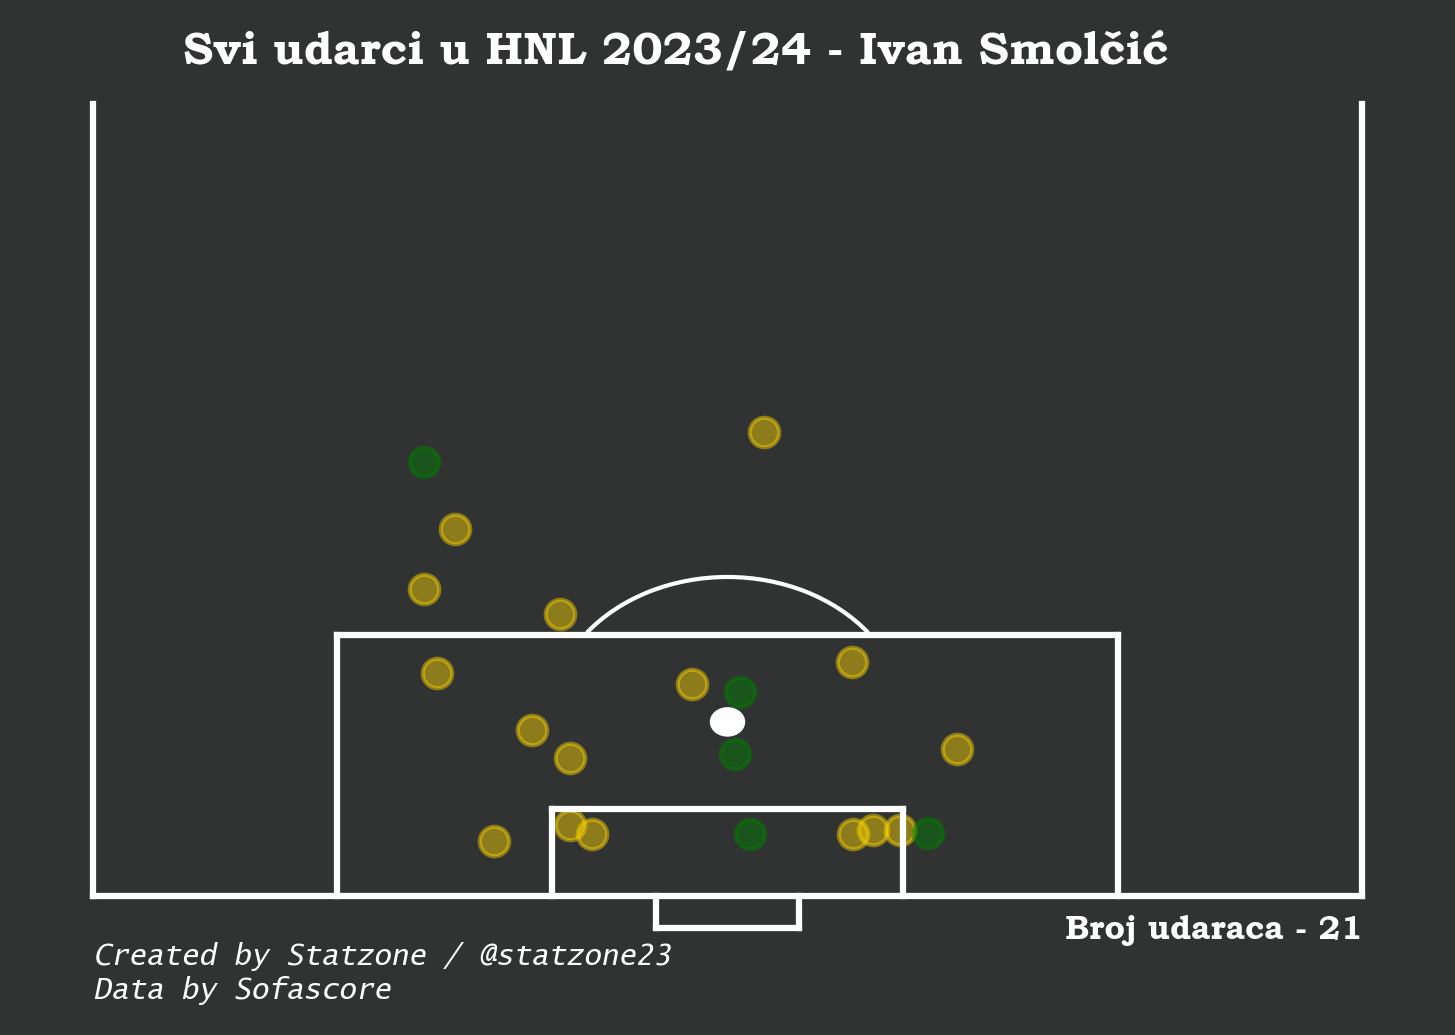 Svi udarci u HNL 2023/24 - Ivan Smolčić
Broj udaraca - 21
Created by Statzone / @statzone23
Data by Sofascore